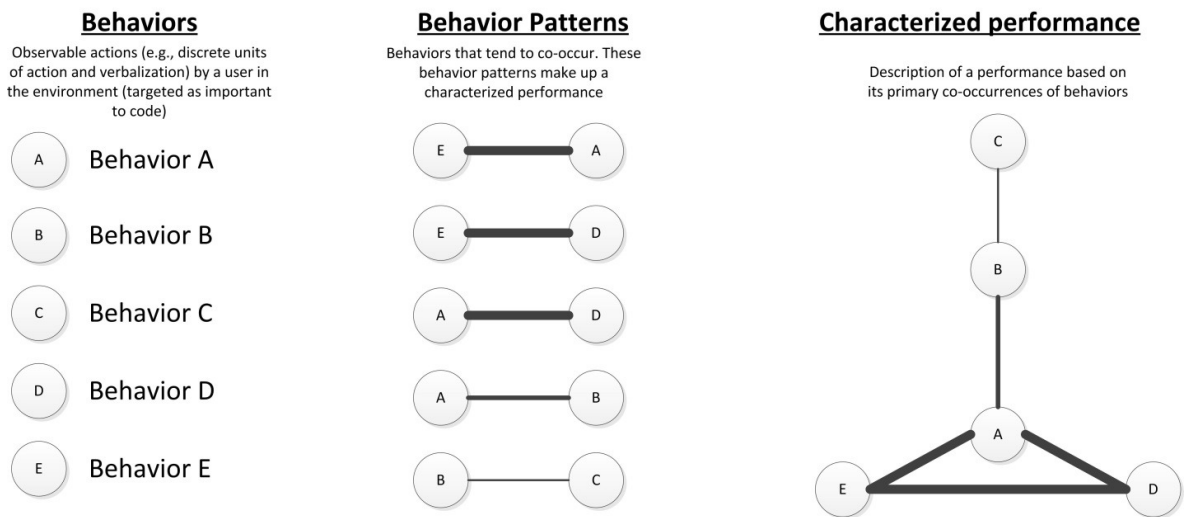 Behaviors
Observable actions (e.g., discrete units
of action and verbalization) by a user in
the environment (targeted as important
to code)
A
Behavior A
B
Behavior B
C
Behavior C
D
Behavior D
E
Behavior E
Behavior Patterns
Behaviors that tend to co-occur. These
behavior patterns make up a
characterized performance
E A
E D
A D
A B
B C
Characterized performance
Description of a performance based on
its primary co-occurrences of behaviors
C
B
A
E D